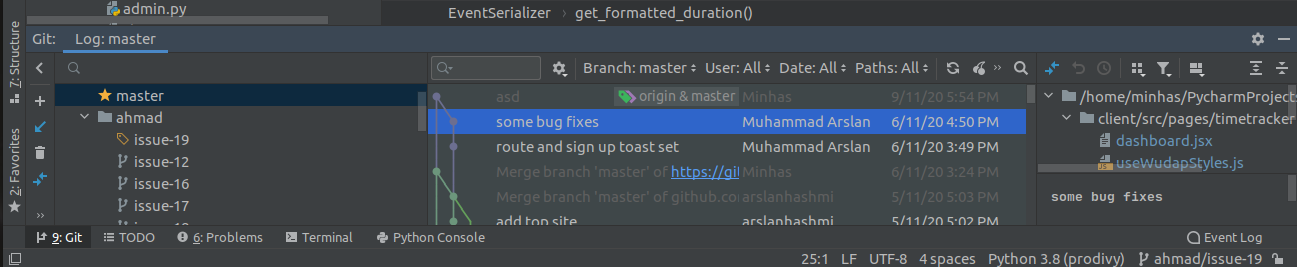 admin.py
EventSerializer › get_formatted_duration()
Git: Log: master
7: Structure
2: Favorites
Branch: master User: All Date: All Paths: All »
master
ahmad
issue-19
issue-12
issue-16
issue-17
»
asd origin & master Minhas 9/11/20 5:54 PM
some bug fixes Muhammad Arslan 6/11/20 4:50 PM
route and sign up toast set Muhammad Arslan 6/11/20 3:49 PM
Merge branch 'master' of https://gi Minhas 6/11/20 3:24 PM
Merge branch 'master' of github.co arslanhashmi 5/11/20 5:03 PM
add top site arslanhashmi 5/11/20 5:02 PM
»
/home/minhas/PycharmProjects
client/src/pages/timetracker
dashboard.jsx
useWudapStyles.js
some bug fixes
9: Git TODO 6: Problems Terminal Python Console Event Log
25:1 LF UTF-8 4 spaces Python 3.8 (prodivy) ahmad/issue-19